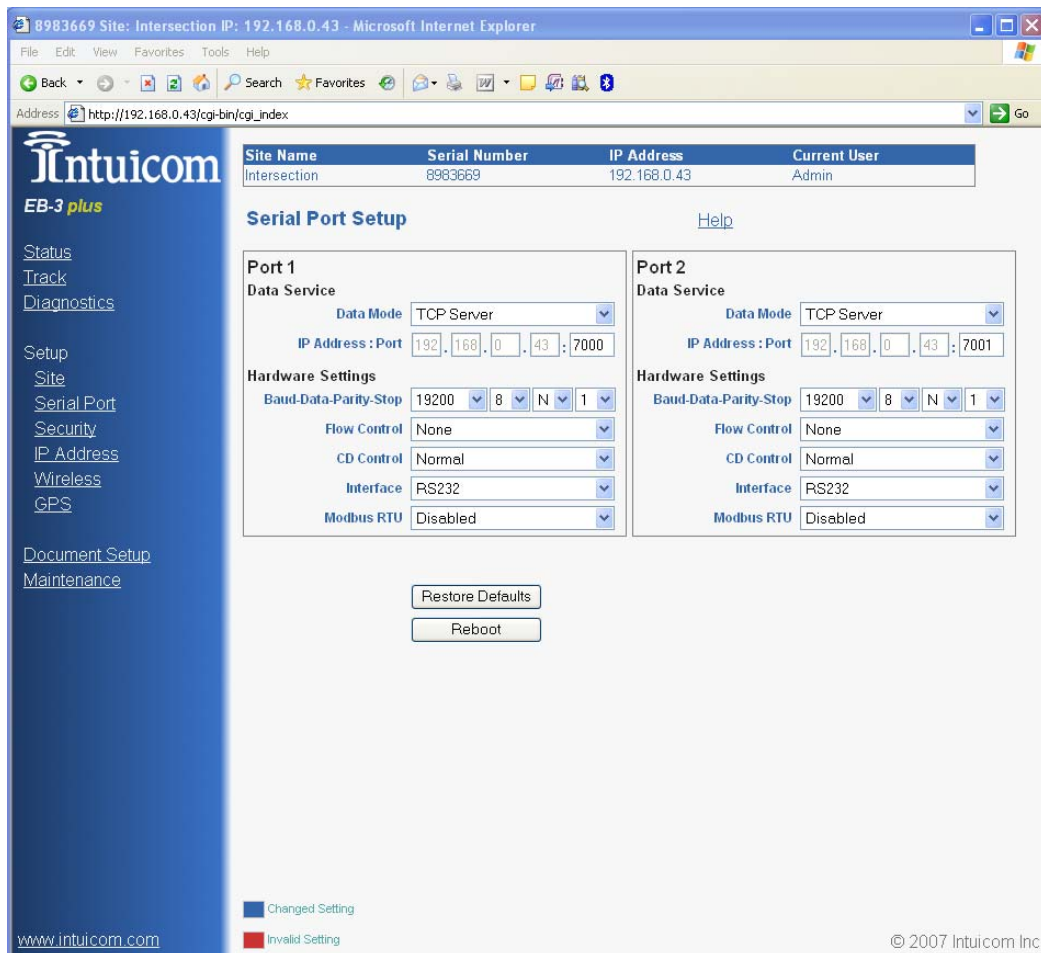 8983669 Site: Intersection IP: 192.168.0.43 - Microsoft Internet Explorer
File Edit View Favorites Tools Help
Back Search Favorites
Address http://192.168.0.43/cgi-bin/cgi_index Go
Intuicom
EB-3 plus
Status
Track
Diagnostics
Setup
Site
Serial Port
Security
IP Address
Wireless
GPS
Document Setup
Maintenance
www.intuicom.com
Site Name Serial Number IP Address Current User
Intersection 8983669 192.168.0.43 Admin
Serial Port Setup Help
Port 1
Data Service
Data Mode TCP Server
IP Address : Port 192 . 168 . 0 . 43 : 7000
Hardware Settings
Baud-Data-Parity-Stop 19200 8 N 1
Flow Control None
CD Control Normal
Interface RS232
Modbus RTU Disabled
Port 2
Data Service
Data Mode TCP Server
IP Address : Port 192 . 168 . 0 . 43 : 7001
Hardware Settings
Baud-Data-Parity-Stop 19200 8 N 1
Flow Control None
CD Control Normal
Interface RS232
Modbus RTU Disabled
Restore Defaults
Reboot
Changed Setting
Invalid Setting
© 2007 Intuicom Inc